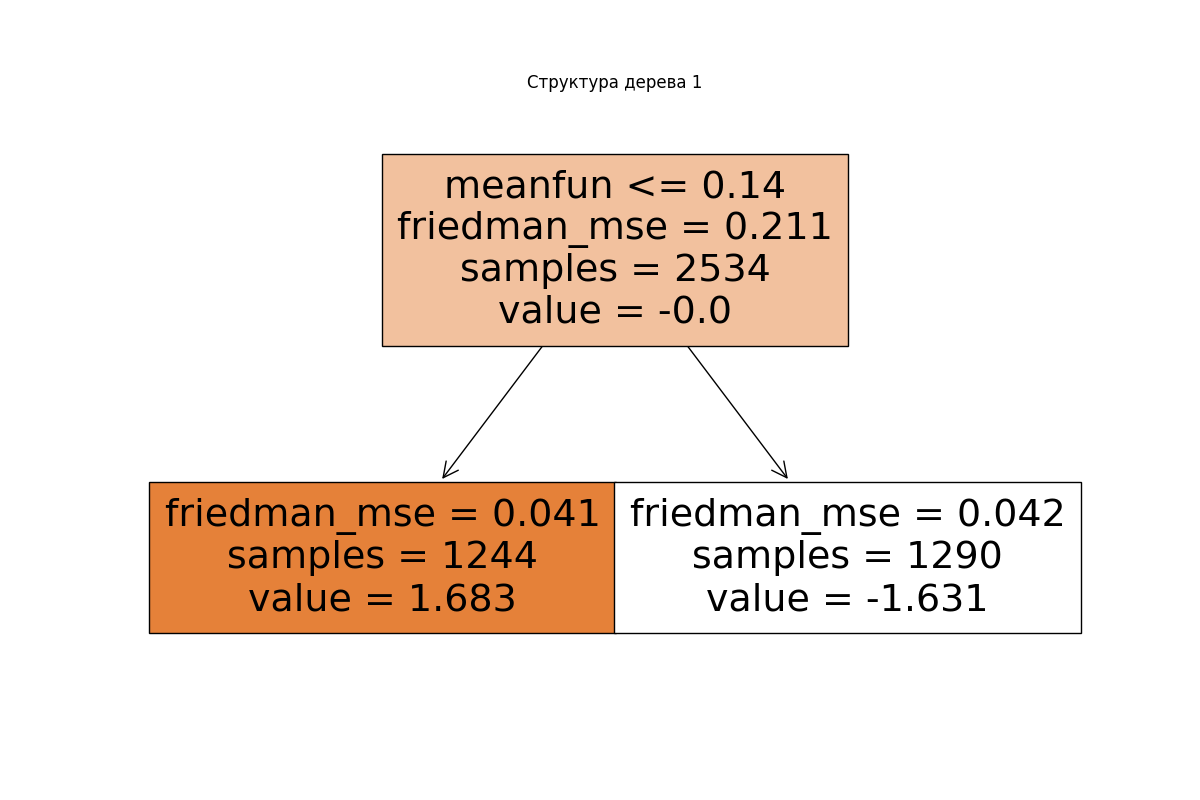 Структура дерева 1
meanfun <= 0.14
friedman_mse = 0.211
samples = 2534
value = -0.0
friedman_mse = 0.041
samples = 1244
value = 1.683
friedman_mse = 0.042
samples = 1290
value = -1.631